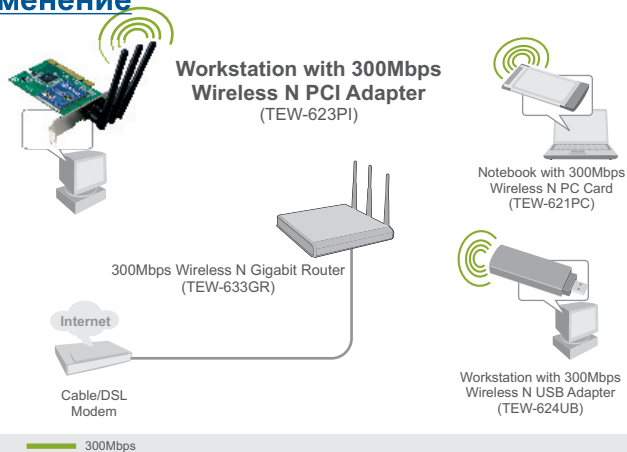 менение
Workstation with 300Mbps
Wireless N PCI Adapter
(TEW-623PI)
Notebook with 300Mbps
Wireless N PC Card
(TEW-621PC)
300Mbps Wireless N Gigabit Router
(TEW-633GR)
Internet
Cable/DSL
Modem
Workstation with 300Mbps
Wireless N USB Adapter
(TEW-624UB)
300Mbps